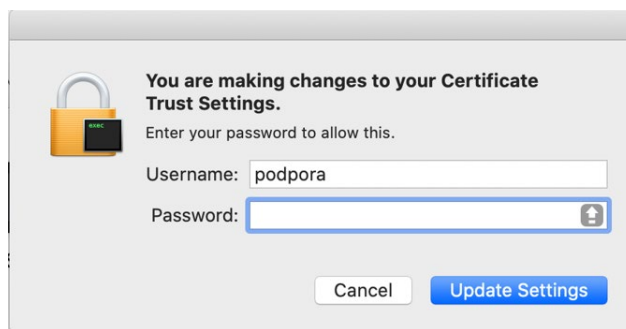 You are making changes to your Certificate
Trust Settings.
exec
Enter your password to allow this.
Username: podpora
Password:
Cancel Update Settings